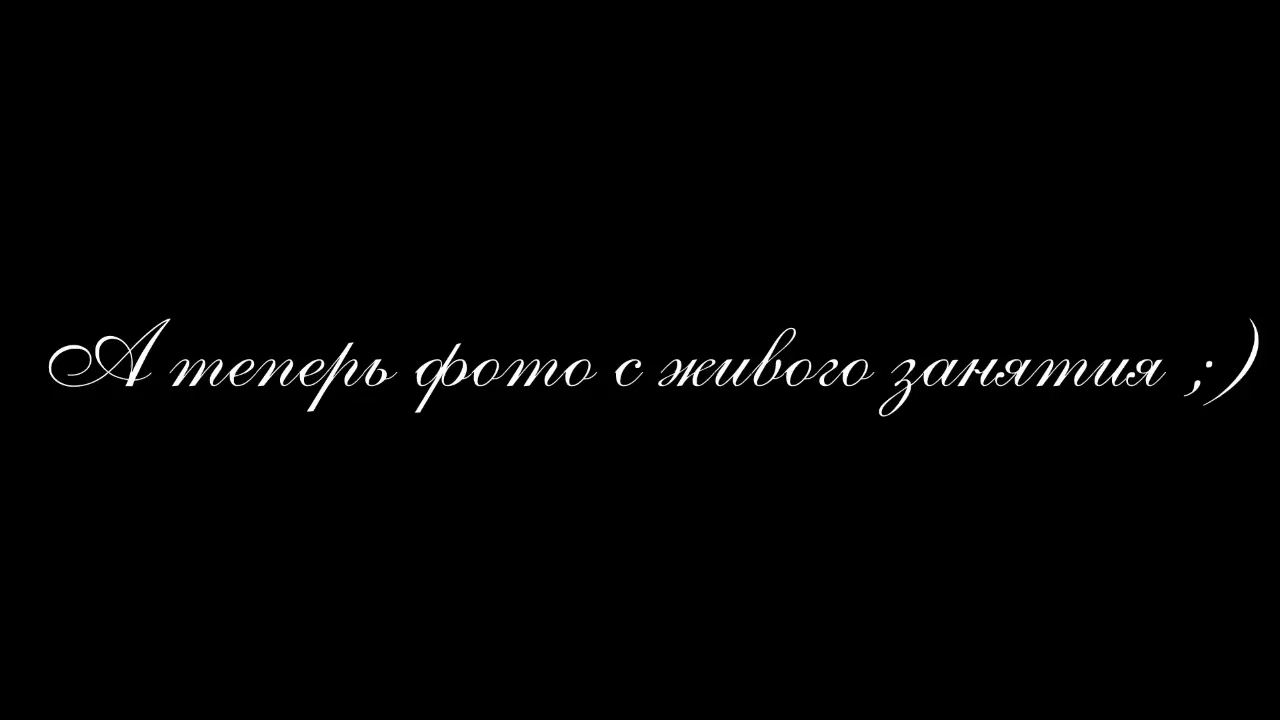 А теперь фото с живого занятия ;)